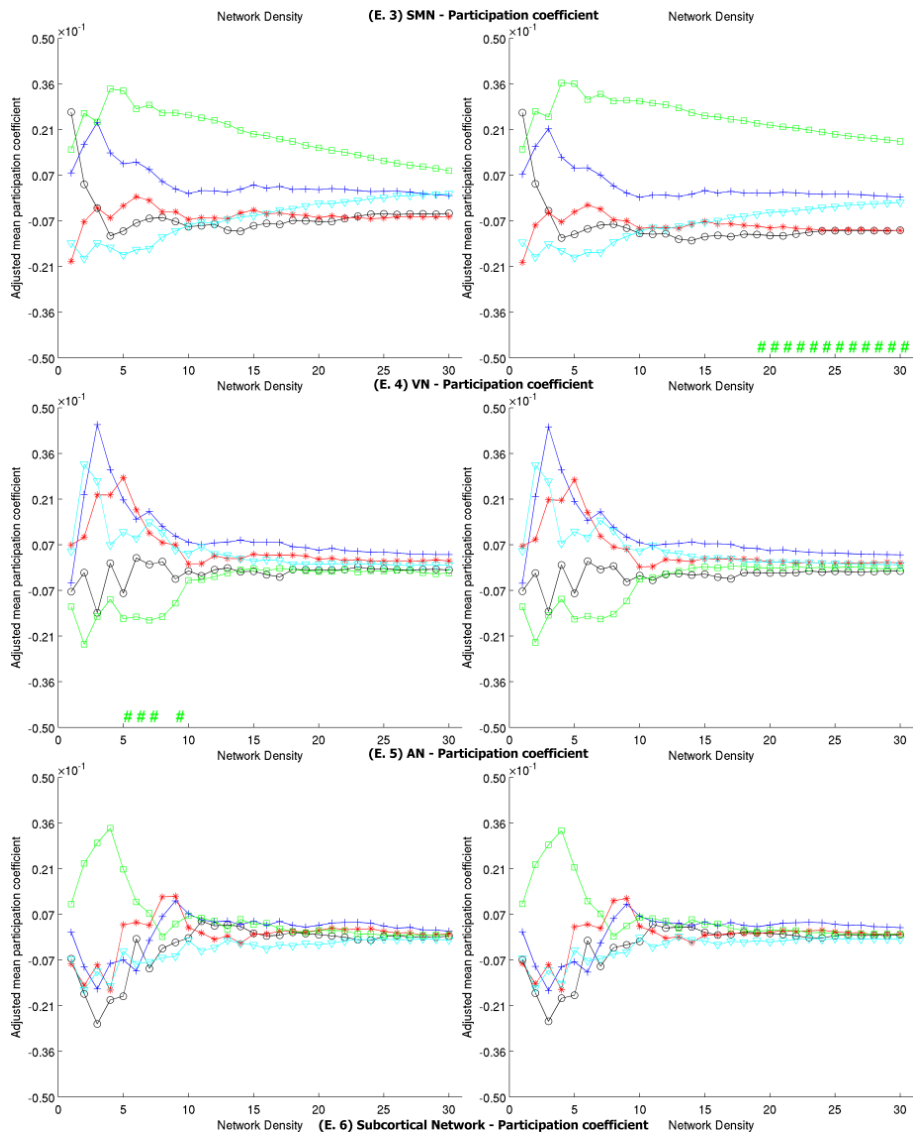 Network Density Network Density
(E. 3) SMN - Participation coefficient
×10⁻¹ ×10⁻¹
0.50 0.50
0.36 0.36
0.21 0.21
0.07 0.07
-0.07 -0.07
-0.21 -0.21
-0.36 -0.36
-0.50 -0.50
Adjusted mean participation coefficient Adjusted mean participation coefficient
# # # # # # # # # # # #
0 5 10 15 20 25 30 0 5 10 15 20 25 30
Network Density Network Density
(E. 4) VN - Participation coefficient
×10⁻¹ ×10⁻¹
0.50 0.50
0.36 0.36
0.21 0.21
0.07 0.07
-0.07 -0.07
-0.21 -0.21
-0.36 -0.36
-0.50 -0.50
Adjusted mean participation coefficient Adjusted mean participation coefficient
# # # #
0 5 10 15 20 25 30 0 5 10 15 20 25 30
Network Density Network Density
(E. 5) AN - Participation coefficient
×10⁻¹ ×10⁻¹
0.50 0.50
0.36 0.36
0.21 0.21
0.07 0.07
-0.07 -0.07
-0.21 -0.21
-0.36 -0.36
-0.50 -0.50
Adjusted mean participation coefficient Adjusted mean participation coefficient
0 5 10 15 20 25 30 0 5 10 15 20 25 30
Network Density Network Density
(E. 6) Subcortical Network - Participation coefficient